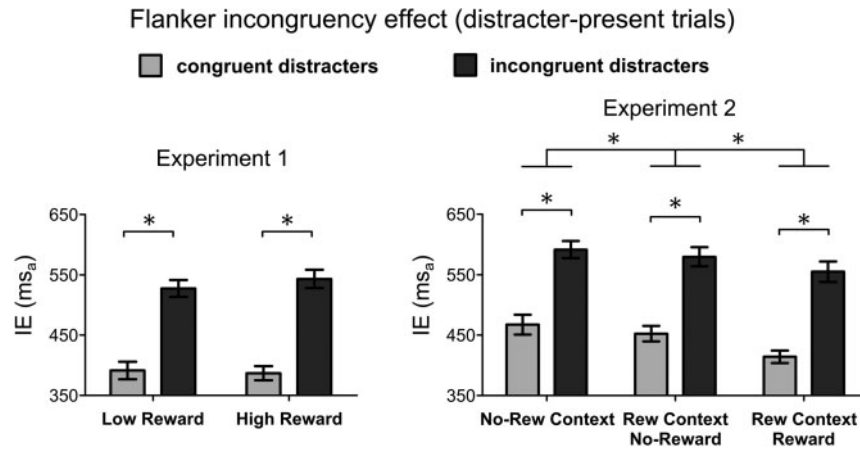 Flanker incongruency effect (distracter-present trials)
congruent distracters
incongruent distracters
Experiment 1
650
550
450
350
IE (msₐ)
*
*
Low Reward
High Reward
Experiment 2
*
*
650
550
450
350
IE (msₐ)
*
*
*
No-Rew Context
Rew Context
No-Reward
Rew Context
Reward